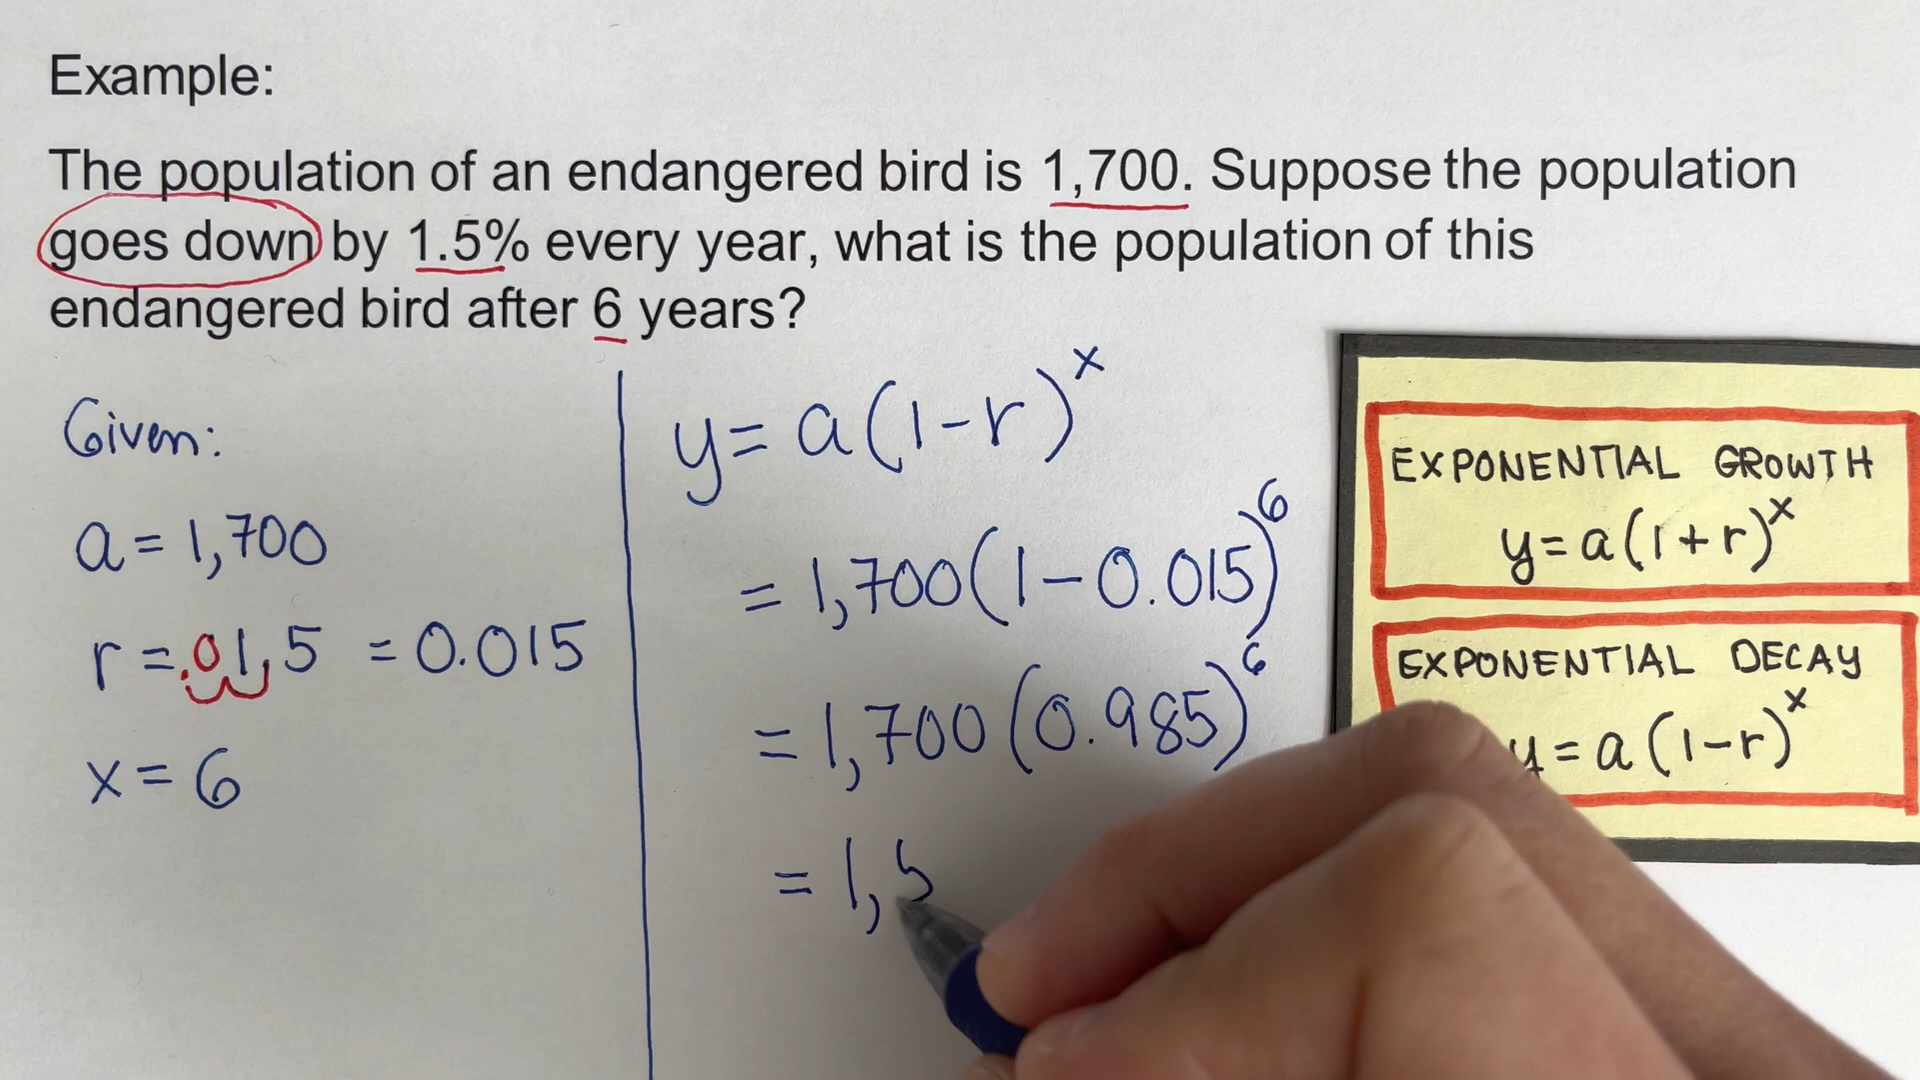 Example:
The population of an endangered bird is 1,700. Suppose the population
goes down by 1.5% every year, what is the population of this
endangered bird after 6 years?
Given:
a = 1,700
r = .01,5 = 0.015
x = 6
y = a(1-r)^x
= 1,700(1-0.015)^6
= 1,700(0.985)^6
= 1,5
EXPONENTIAL GROWTH
y = a(1+r)^x
EXPONENTIAL DECAY
y = a(1-r)^x